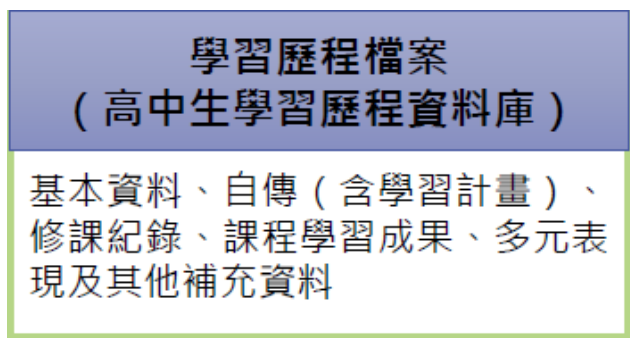 學習歷程檔案
（高中生學習歷程資料庫）
基本資料、自傳（含學習計畫）、
修課紀錄、課程學習成果、多元表
現及其他補充資料